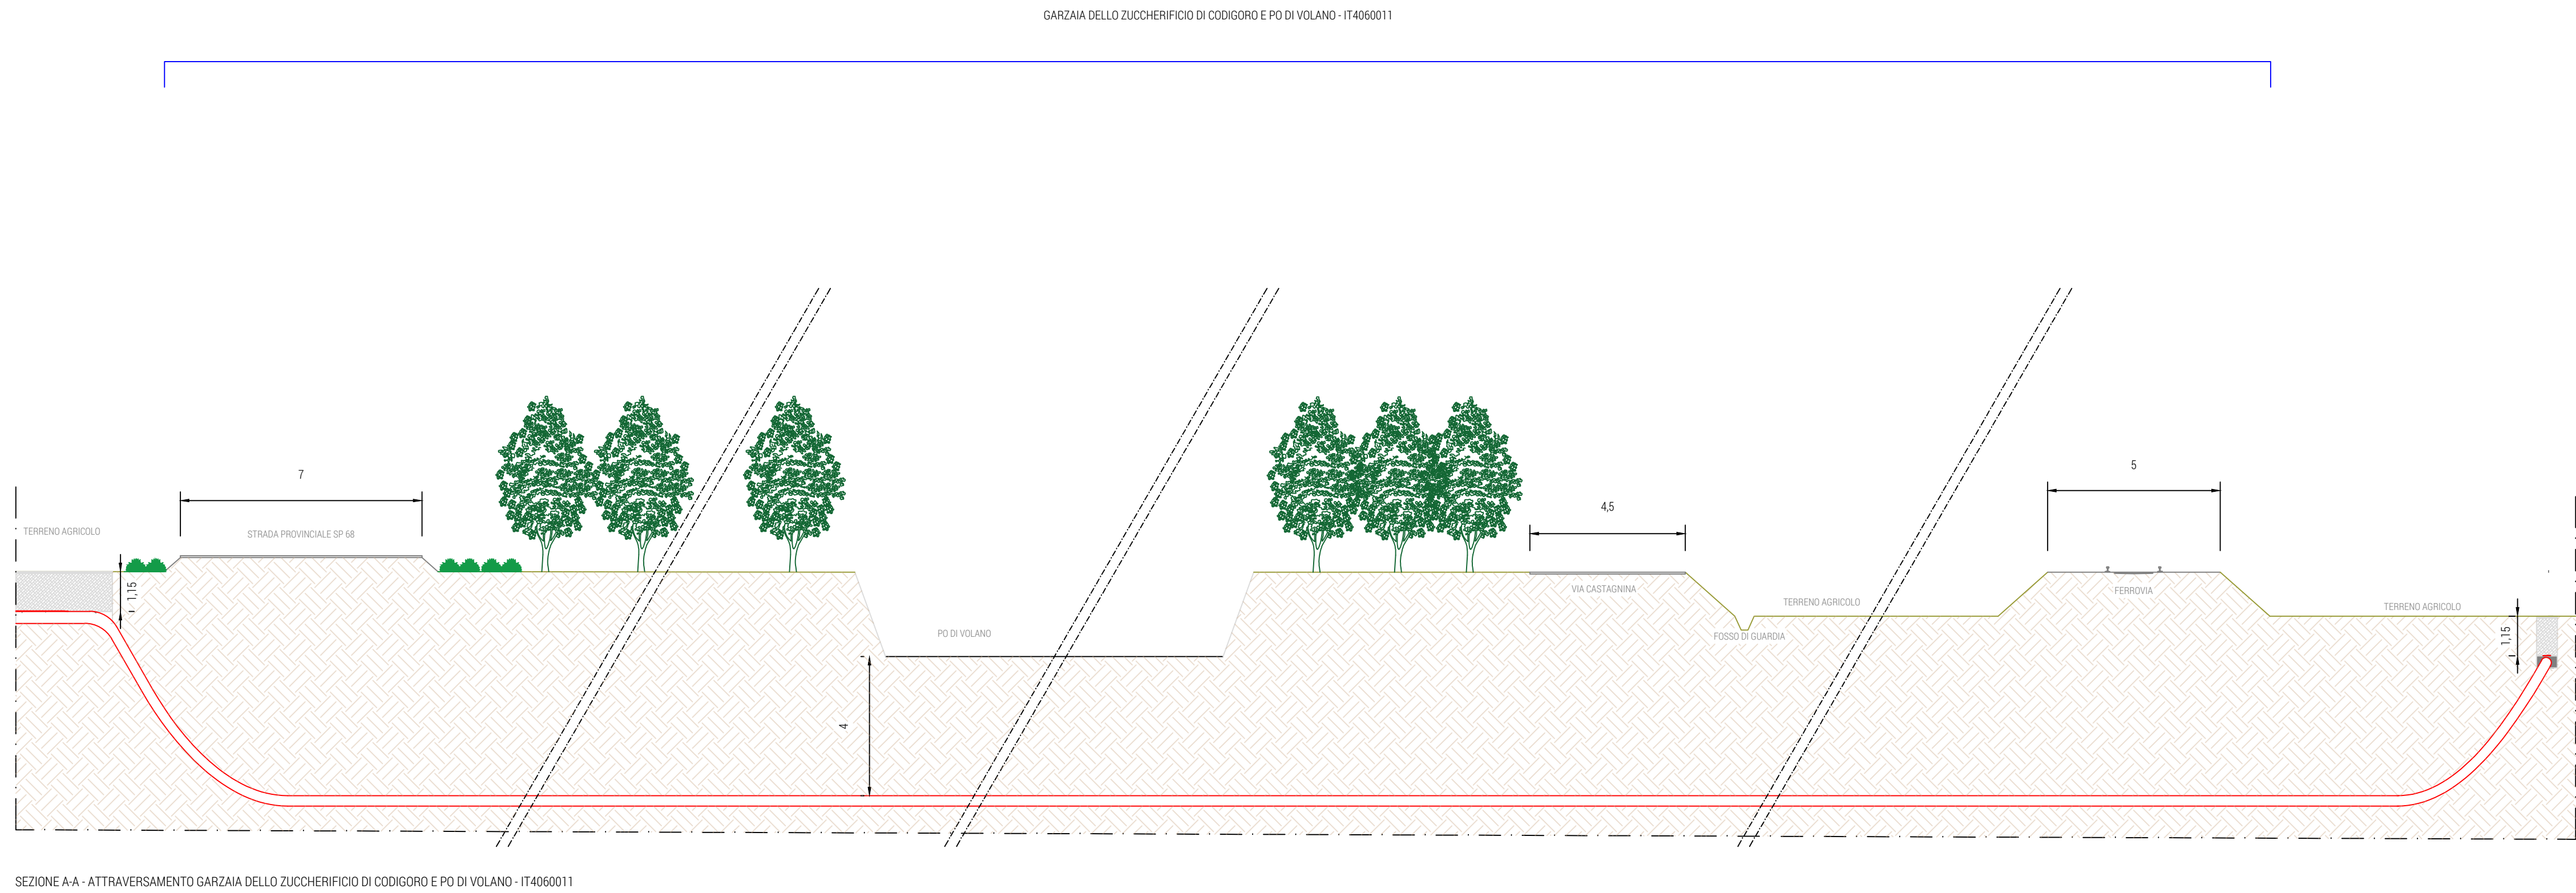 GARZAIA DELLO ZUCCHERIFICIO DI CODIGORO E PO DI VOLANO - IT4060011
7
5
4,5
TERRENO AGRICOLO
STRADA PROVINCIALE SP 68
1,15
VIA CASTAGNINA
FERROVIA
TERRENO AGRICOLO
TERRENO AGRICOLO
PO DI VOLANO
FOSSO DI GUARDIA
1,15
4
SEZIONE A-A - ATTRAVERSAMENTO GARZAIA DELLO ZUCCHERIFICIO DI CODIGORO E PO DI VOLANO - IT4060011